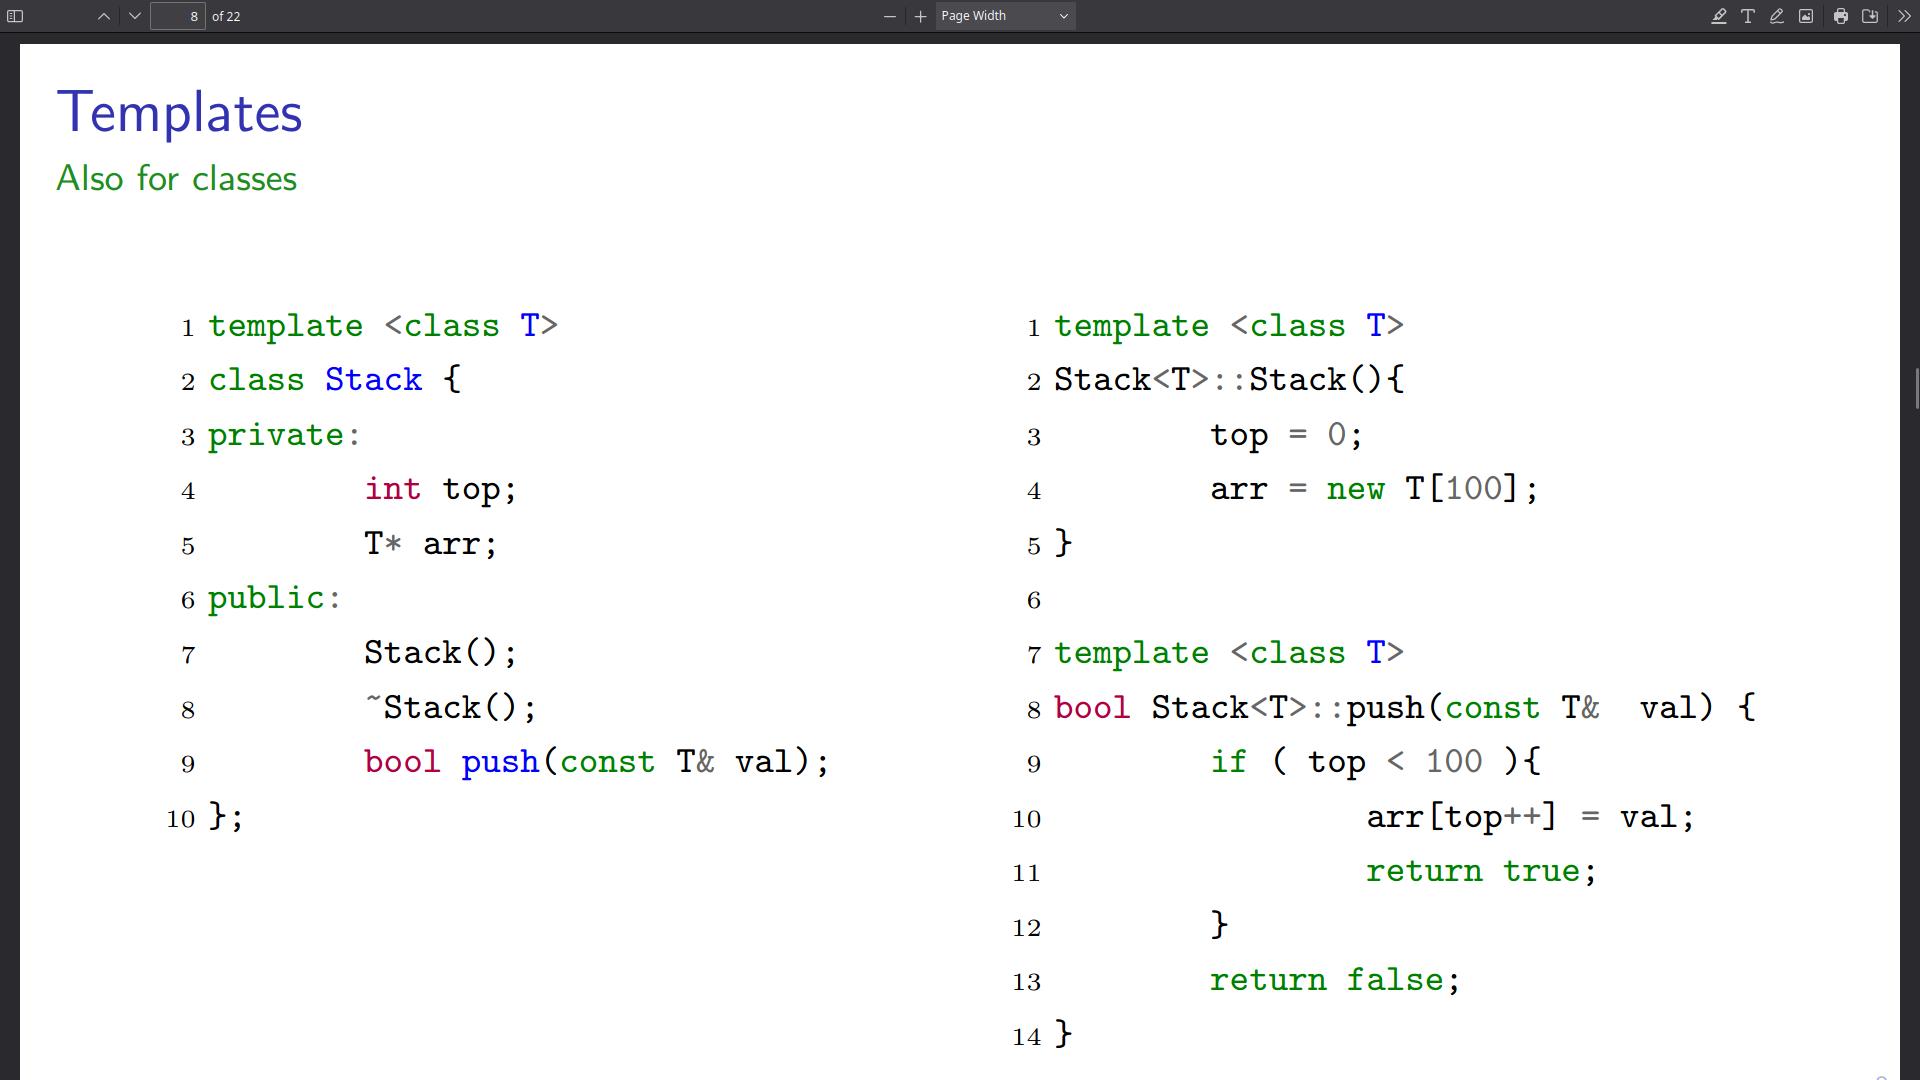 8 of 22
Page Width
Templates
Also for classes
1 template <class T>
2 class Stack {
3 private:
4         int top;
5         T* arr;
6 public:
7         Stack();
8         ~Stack();
9         bool push(const T& val);
10 };
1 template <class T>
2 Stack<T>::Stack(){
3         top = 0;
4         arr = new T[100];
5 }
6
7 template <class T>
8 bool Stack<T>::push(const T&  val) {
9         if ( top < 100 ){
10                 arr[top++] = val;
11                 return true;
12         }
13         return false;
14 }